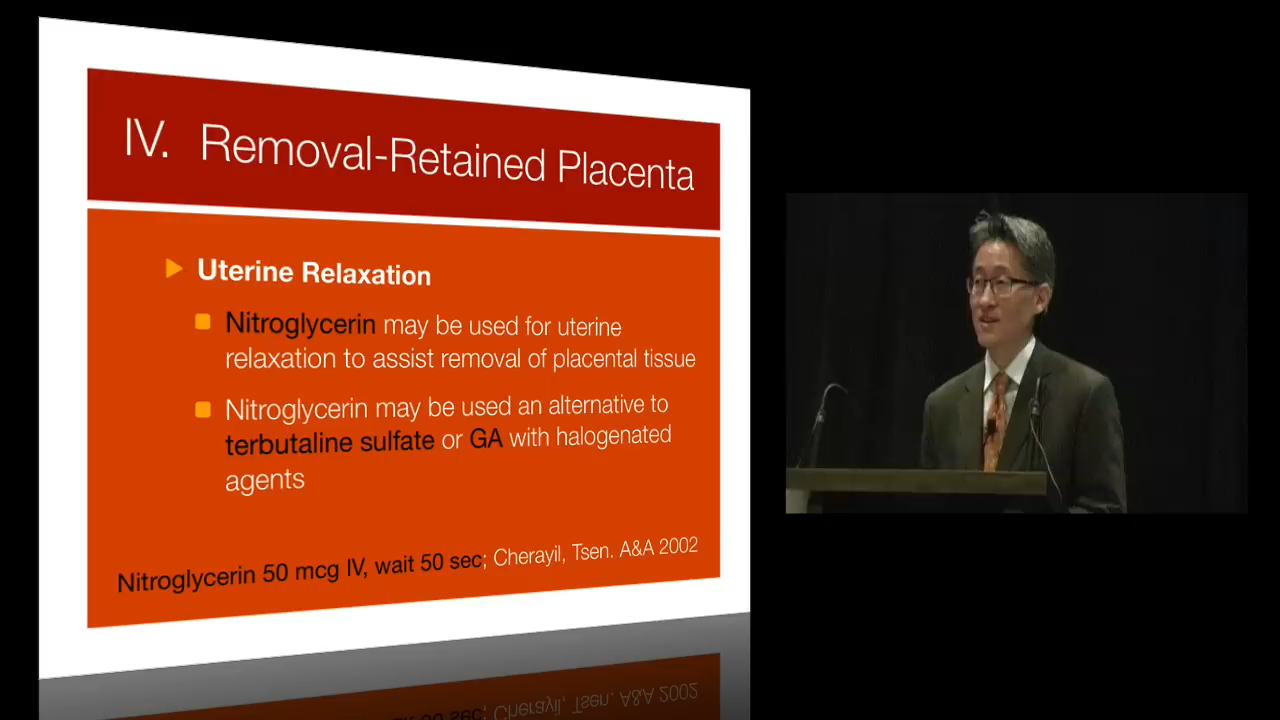 IV. Removal-Retained Placenta
Uterine Relaxation
Nitroglycerin may be used for uterine
relaxation to assist removal of placental tissue
Nitroglycerin may be used an alternative to
terbutaline sulfate or GA with halogenated
agents
Nitroglycerin 50 mcg IV, wait 50 sec; Cherayil, Tsen. A&A 2002